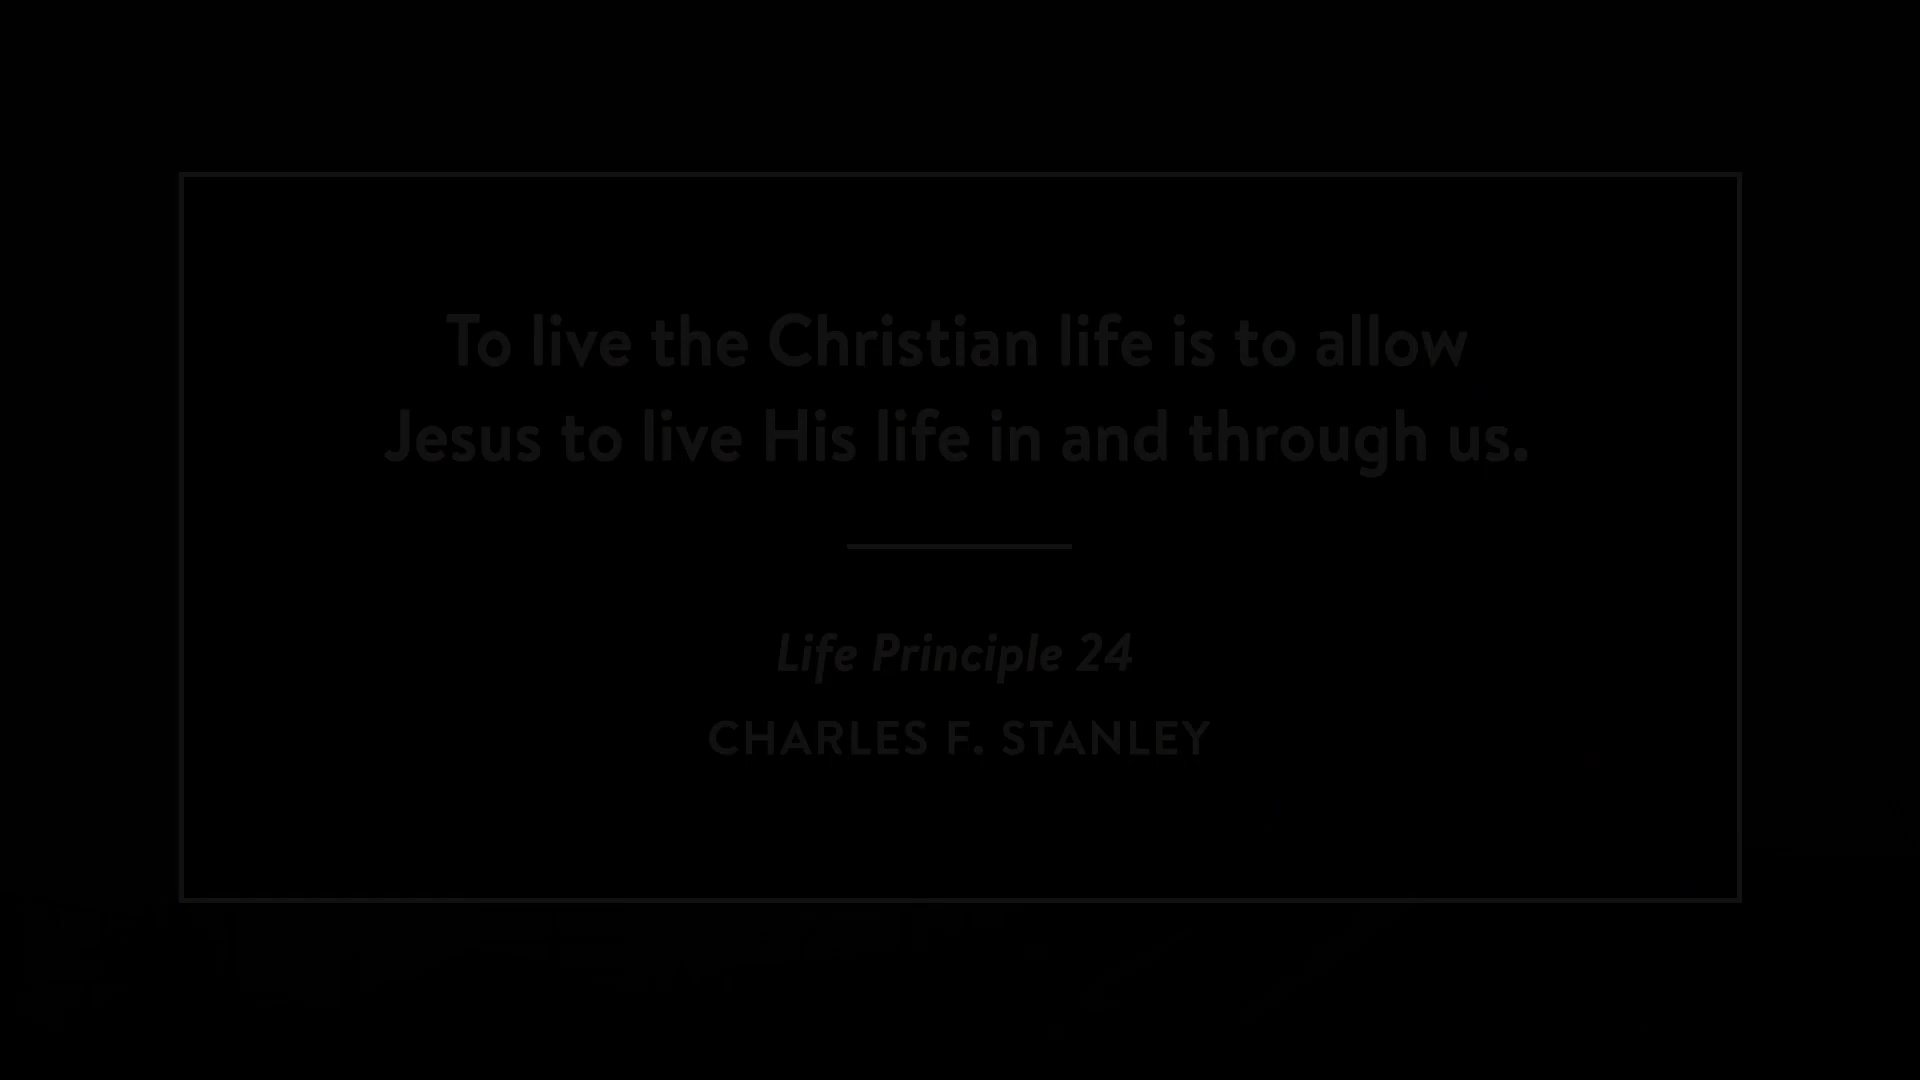 To live the Christian life is to allow
Jesus to live His life in and through us.
Life Principle 24
CHARLES F. STANLEY